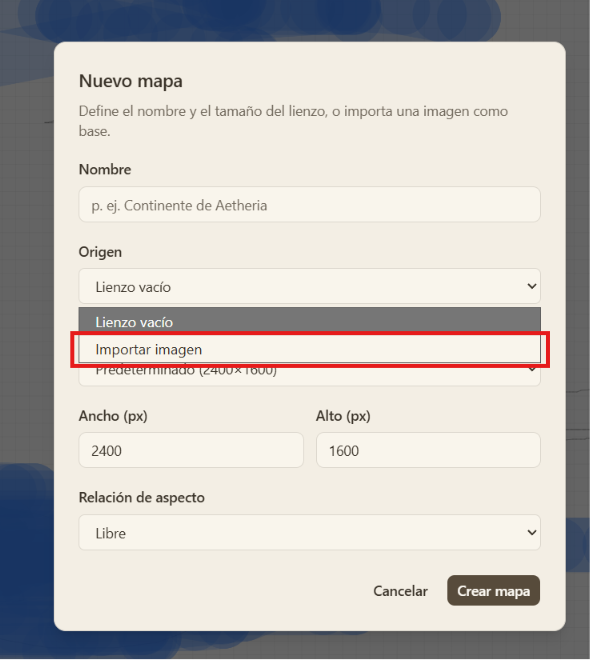 Nuevo mapa
Define el nombre y el tamaño del lienzo, o importa una imagen como
base.
Nombre
p. ej. Continente de Aetheria
Origen
Lienzo vacío
Lienzo vacío
Importar imagen
Predeterminado (2400×1600)
Ancho (px)
Alto (px)
2400
1600
Relación de aspecto
Libre
Cancelar
Crear mapa